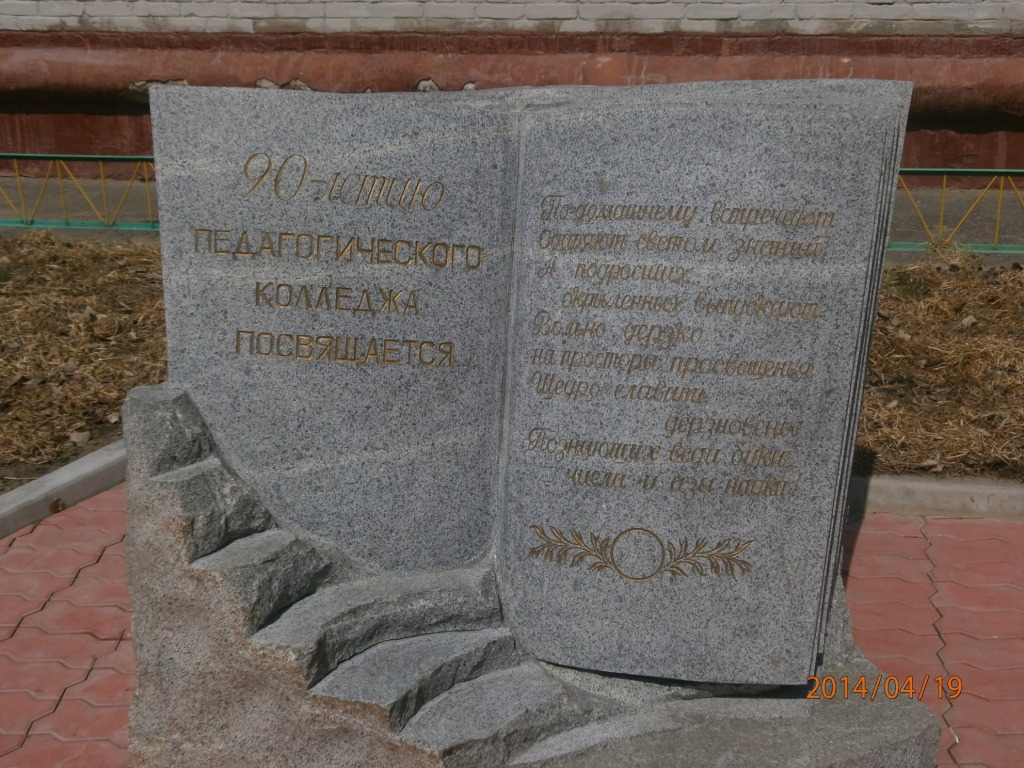 90-летию
ПЕДАГОГИЧЕСКОГО
КОЛЛЕДЖА
ПОСВЯЩАЕТСЯ...
По-домашнему встречают
Одаряют светом знаний,
А подросших,
окрыленных выпускают
Вольно, дерзко
на просторы просвещенья
Щедро славить
дерзновенье
Познающих веди, буки
числа и азы науки!
2014/04/19